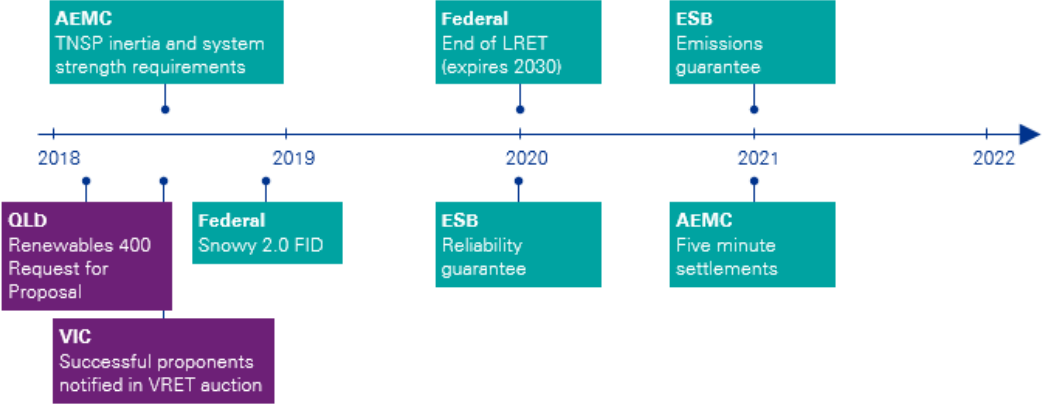 AEMC
TNSP inertia and system
strength requirements
Federal
End of LRET
(expires 2030)
ESB
Emissions
guarantee
2018
2019
2020
2021
2022
QLD
Renewables 400
Request for
Proposal
Federal
Snowy 2.0 FID
ESB
Reliability
guarantee
AEMC
Five minute
settlements
VIC
Successful proponents
notified in VRET auction